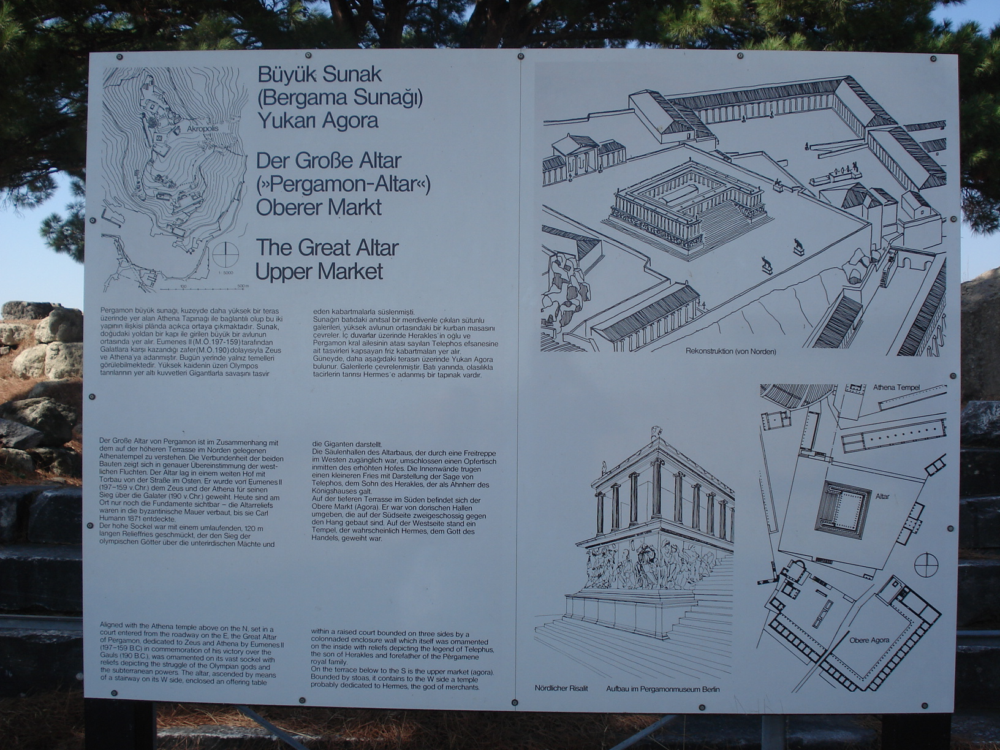 Akropolis
1:5000
100
500 m
Büyük Sunak
(Bergama Sunağı)
Yukarı Agora
Der Große Altar
(»Pergamon-Altar«)
Oberer Markt
The Great Altar
Upper Market
Pergamon büyük sunağı, kuzeyde daha yüksek bir teras
üzerinde yer alan Athena Tapınağı ile bağlantılı olup bu iki
yapının ilişkisi plânda açıkça ortaya çıkmaktadır. Sunak,
doğudaki yoldan bir kapı ile girilen büyük bir avlunun
ortasında yer alır. Eumenes II (M.Ö. 197-159) tarafından
Galatlara karşı kazandığı zafer (M.Ö. 190) dolayısıyla Zeus
ve Athena'ya adanmıştır. Bugün yerinde yalnız temelleri
görülebilmektedir. Yüksek kaidenin üzeri Olympos
tanrılarının yer altı kuvvetleri Gigantlarla savaşını tasvir
eden kabartmalarla süslenmişti.
Sunağın batıdaki anıtsal bir merdivenle çıkılan sütunlu
galerileri, yüksek avlunun ortasındaki bir kurban masasını
çevreler. İç duvarlar üzerinde Herakles'in oğlu ve
Pergamon kral ailesinin atası sayılan Telephos efsanesine
ait tasvirleri kapsayan friz kabartmaları yer alır.
Güneyde, daha aşağıdaki terasın üzerinde Yukarı Agora
bulunur. Galerilerle çevrelenmiştir. Batı yanında, olasılıkla
tacirlerin tanrısı Hermes'e adanmış bir tapınak vardır.
Der Große Altar von Pergamon ist im Zusammenhang mit
dem auf der höheren Terrasse im Norden gelegenen
Athenatempel zu verstehen. Die Verbundenheit der beiden
Bauten zeigt sich in genauer Übereinstimmung der west-
lichen Fluchten. Der Altar lag in einem weiten Hof mit
Torbau von der Straße im Osten. Er wurde von Eumenes II
(197–159 v. Chr.) dem Zeus und der Athena für seinen
Sieg über die Galater (190 v. Chr.) geweiht. Heute sind am
Ort nur noch die Fundamente sichtbar – die Altarreliefs
waren in die byzantinische Mauer verbaut, bis sie Carl
Humann 1871 entdeckte.
Der hohe Sockel war mit einem umlaufenden, 120 m
langen Relieffries geschmückt, der den Sieg der
olympischen Götter über die unterirdischen Mächte und
die Giganten darstellt.
Die Säulenhallen des Altarbaus, der durch eine Freitreppe
im Westen zugänglich war, umschlossen einen Opfertisch
inmitten des erhöhten Hofes. Die Innenwände trugen
einen kleineren Fries mit Darstellung der Sage von
Telephos, dem Sohn des Herakles, der als Ahnherr des
Königshauses galt.
Auf der tieferen Terrasse im Süden befindet sich der
Obere Markt (Agora). Er war von dorischen Hallen
umgeben, die auf der Südseite zweigeschossig gegen
den Hang gebaut sind. Auf der Westseite stand ein
Tempel, der wahrscheinlich Hermes, dem Gott des
Handels, geweiht war.
Aligned with the Athena temple above on the N, set in a
court entered from the roadway on the E, the Great Altar
of Pergamon, dedicated to Zeus and Athena by Eumenes II
(197–159 B.C) in commemoration of his victory over the
Gauls (190 B.C.), was ornamented on its vast sockel with
reliefs depicting the struggle of the Olympian gods and
the subterranean powers. The altar, ascended by means
of a stairway on its W side, enclosed an offering table
within a raised court bounded on three sides by a
colonnaded enclosure wall which itself was ornamented
on the inside with reliefs depicting the legend of Telephus,
the son of Herakles and forefather of the Pergamene
royal family.
On the terrace below to the S is the upper market (agora).
Bounded by stoas, it contains to the W side a temple
probably dedicated to Hermes, the god of merchants.
Rekonstruktion (von Norden)
Athena Tempel
Altar
Obere Agora
Nördlicher Risalit Aufbau im Pergamonmuseum Berlin